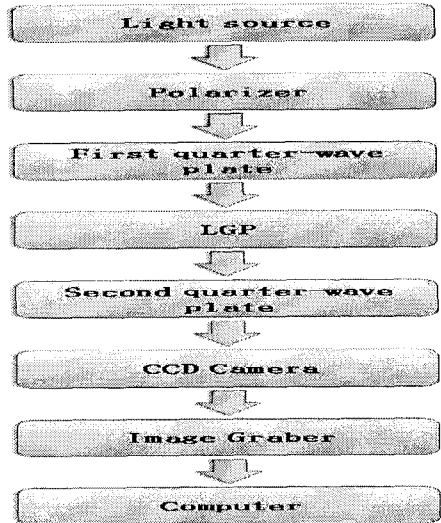 Light source
Polarizer
First quarter-wave
plate
LGP
Second quarter-wave
plate
CCD Camera
Image Graber
Computer